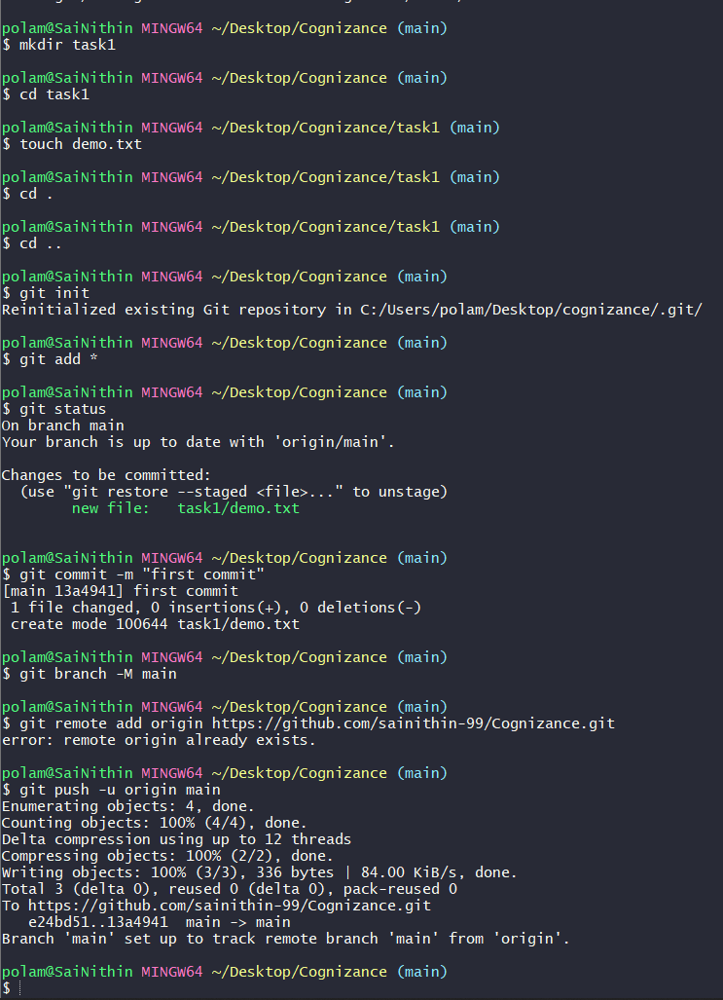 polam@SaiNithin MINGW64 ~/Desktop/Cognizance (main)
$ mkdir task1

polam@SaiNithin MINGW64 ~/Desktop/Cognizance (main)
$ cd task1

polam@SaiNithin MINGW64 ~/Desktop/Cognizance/task1 (main)
$ touch demo.txt

polam@SaiNithin MINGW64 ~/Desktop/Cognizance/task1 (main)
$ cd .

polam@SaiNithin MINGW64 ~/Desktop/Cognizance/task1 (main)
$ cd ..

polam@SaiNithin MINGW64 ~/Desktop/Cognizance (main)
$ git init
Reinitialized existing Git repository in C:/Users/polam/Desktop/cognizance/.git/

polam@SaiNithin MINGW64 ~/Desktop/Cognizance (main)
$ git add *

polam@SaiNithin MINGW64 ~/Desktop/Cognizance (main)
$ git status
On branch main
Your branch is up to date with 'origin/main'.

Changes to be committed:
  (use "git restore --staged <file>..." to unstage)
        new file:   task1/demo.txt


polam@SaiNithin MINGW64 ~/Desktop/Cognizance (main)
$ git commit -m "first commit"
[main 13a4941] first commit
 1 file changed, 0 insertions(+), 0 deletions(-)
 create mode 100644 task1/demo.txt

polam@SaiNithin MINGW64 ~/Desktop/Cognizance (main)
$ git branch -M main

polam@SaiNithin MINGW64 ~/Desktop/Cognizance (main)
$ git remote add origin https://github.com/sainithin-99/Cognizance.git
error: remote origin already exists.

polam@SaiNithin MINGW64 ~/Desktop/Cognizance (main)
$ git push -u origin main
Enumerating objects: 4, done.
Counting objects: 100% (4/4), done.
Delta compression using up to 12 threads
Compressing objects: 100% (2/2), done.
Writing objects: 100% (3/3), 336 bytes | 84.00 KiB/s, done.
Total 3 (delta 0), reused 0 (delta 0), pack-reused 0
To https://github.com/sainithin-99/Cognizance.git
   e24bd51..13a4941  main -> main
Branch 'main' set up to track remote branch 'main' from 'origin'.

polam@SaiNithin MINGW64 ~/Desktop/Cognizance (main)
$